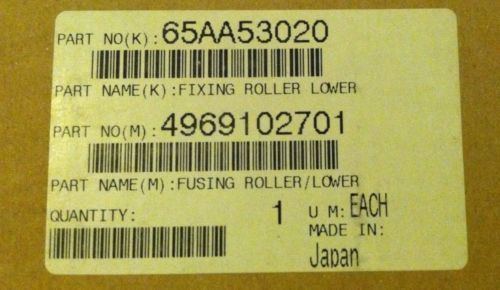 PART NO(K): 65AA53020
PART NAME(K):FIXING ROLLER LOWER
PART NO(M): 4969102701
PART NAME(M):FUSING ROLLER/LOWER
QUANTITY: 1 U M: EACH
MADE IN:
Japan